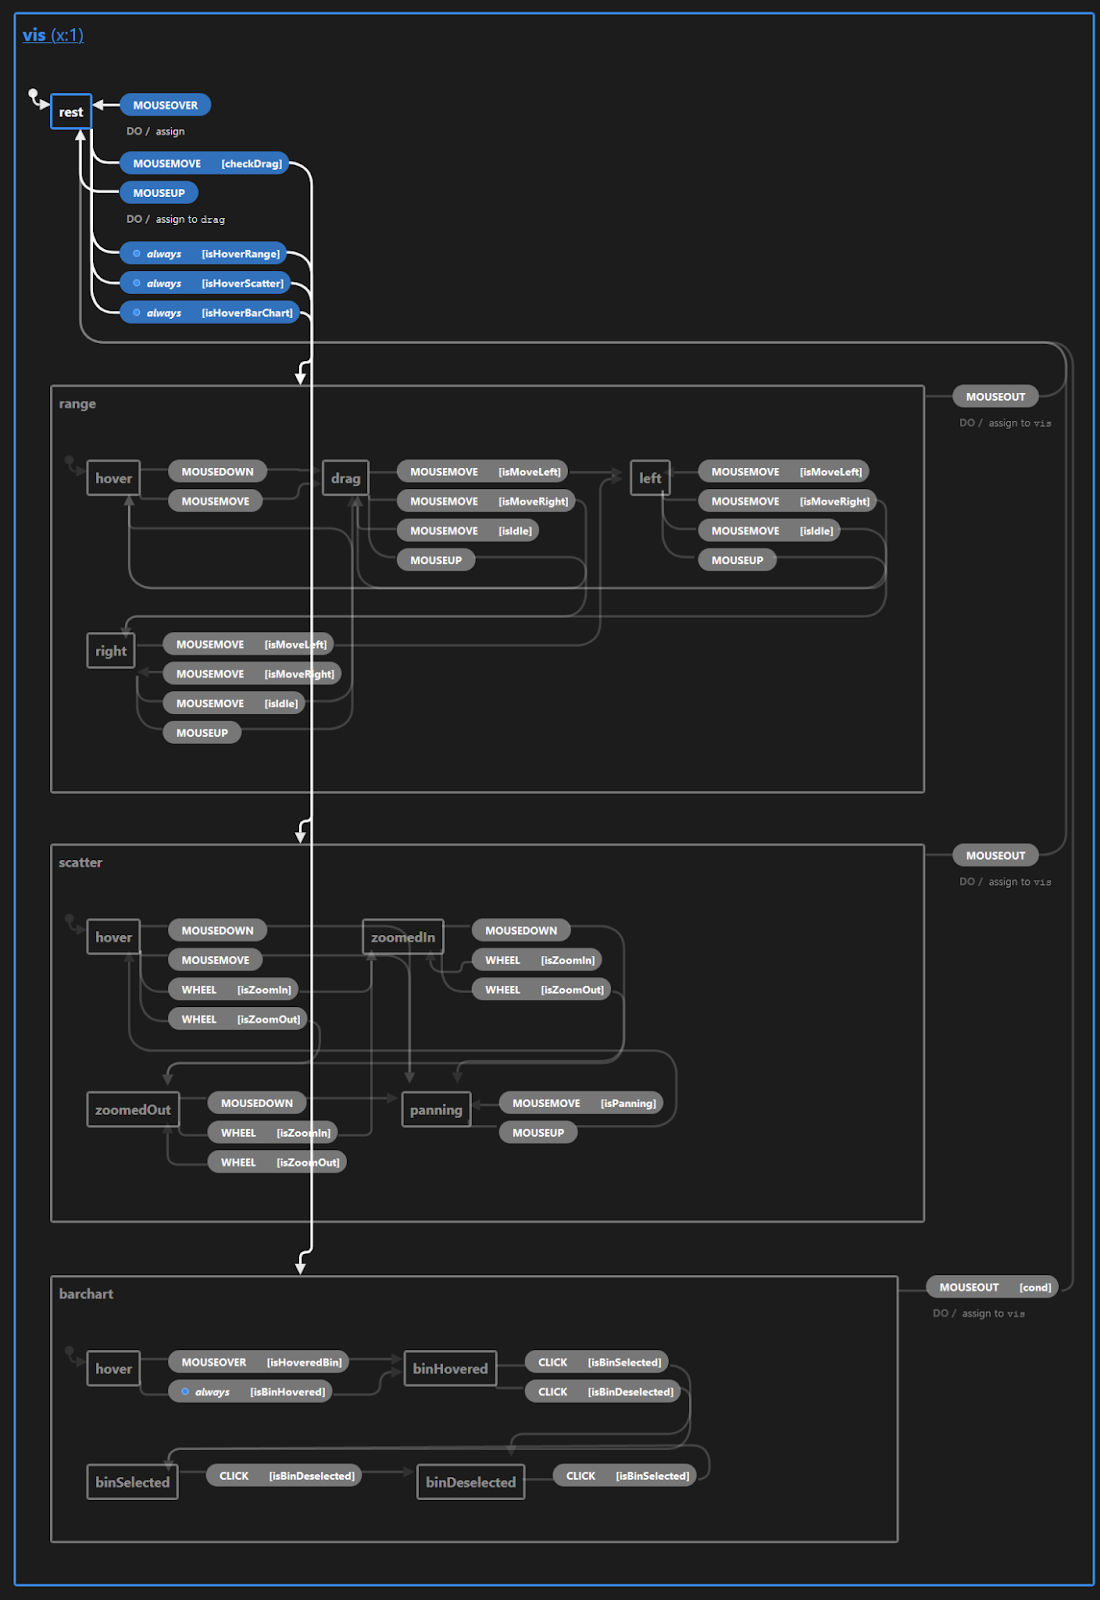 vis (x:1)
rest
MOUSEOVER
DO / assign
MOUSEMOVE [checkDrag]
MOUSEUP
DO / assign to drag
always [isHoverRange]
always [isHoverScatter]
always [isHoverBarChart]
range
MOUSEOUT
DO / assign to vis
hover
MOUSEDOWN
MOUSEMOVE
drag
MOUSEMOVE [isMoveLeft]
MOUSEMOVE [isMoveRight]
MOUSEMOVE [isIdle]
MOUSEUP
left
MOUSEMOVE [isMoveLeft]
MOUSEMOVE [isMoveRight]
MOUSEMOVE [isIdle]
MOUSEUP
right
MOUSEMOVE [isMoveLeft]
MOUSEMOVE [isMoveRight]
MOUSEMOVE [isIdle]
MOUSEUP
scatter
MOUSEOUT
DO / assign to vis
hover
MOUSEDOWN
MOUSEMOVE
WHEEL [isZoomIn]
WHEEL [isZoomOut]
zoomedIn
MOUSEDOWN
WHEEL [isZoomIn]
WHEEL [isZoomOut]
zoomedOut
MOUSEDOWN
WHEEL [isZoomIn]
WHEEL [isZoomOut]
panning
MOUSEMOVE [isPanning]
MOUSEUP
barchart
MOUSEOUT [cond]
DO / assign to vis
hover
MOUSEOVER [isHoveredBin]
always [isBinHovered]
binHovered
CLICK [isBinSelected]
CLICK [isBinDeselected]
binSelected
CLICK [isBinDeselected]
binDeselected
CLICK [isBinSelected]